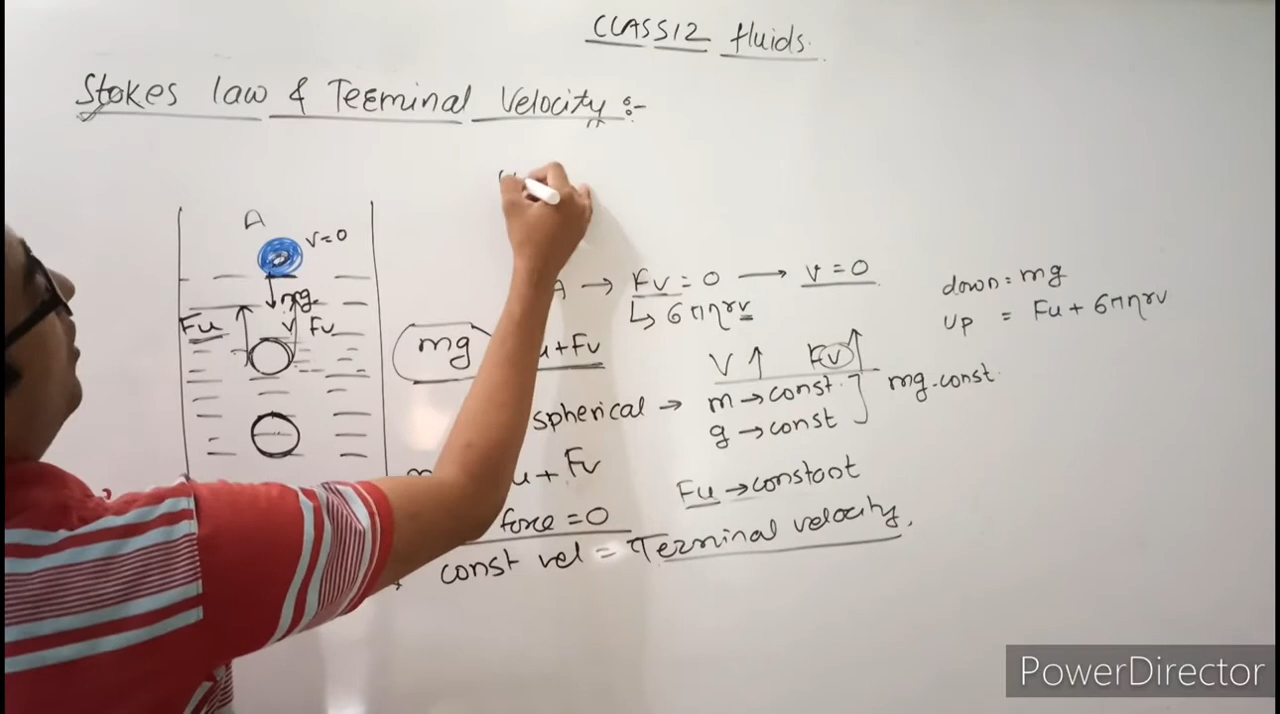 CLASS12 fluids.
Stokes law & Terminal Velocity :-
A
v=0
mg
Fu
Fv
A → Fv = 0 → v = 0
↳ 6πηrv
down = mg
up = Fu + 6πηrv
mg
u+Fv
V ↑ Fv ↑
spherical → m → const.
g → const
mg.const.
u + Fv
Fu → constant
force = 0
const vel = Terminal velocity.
PowerDirector